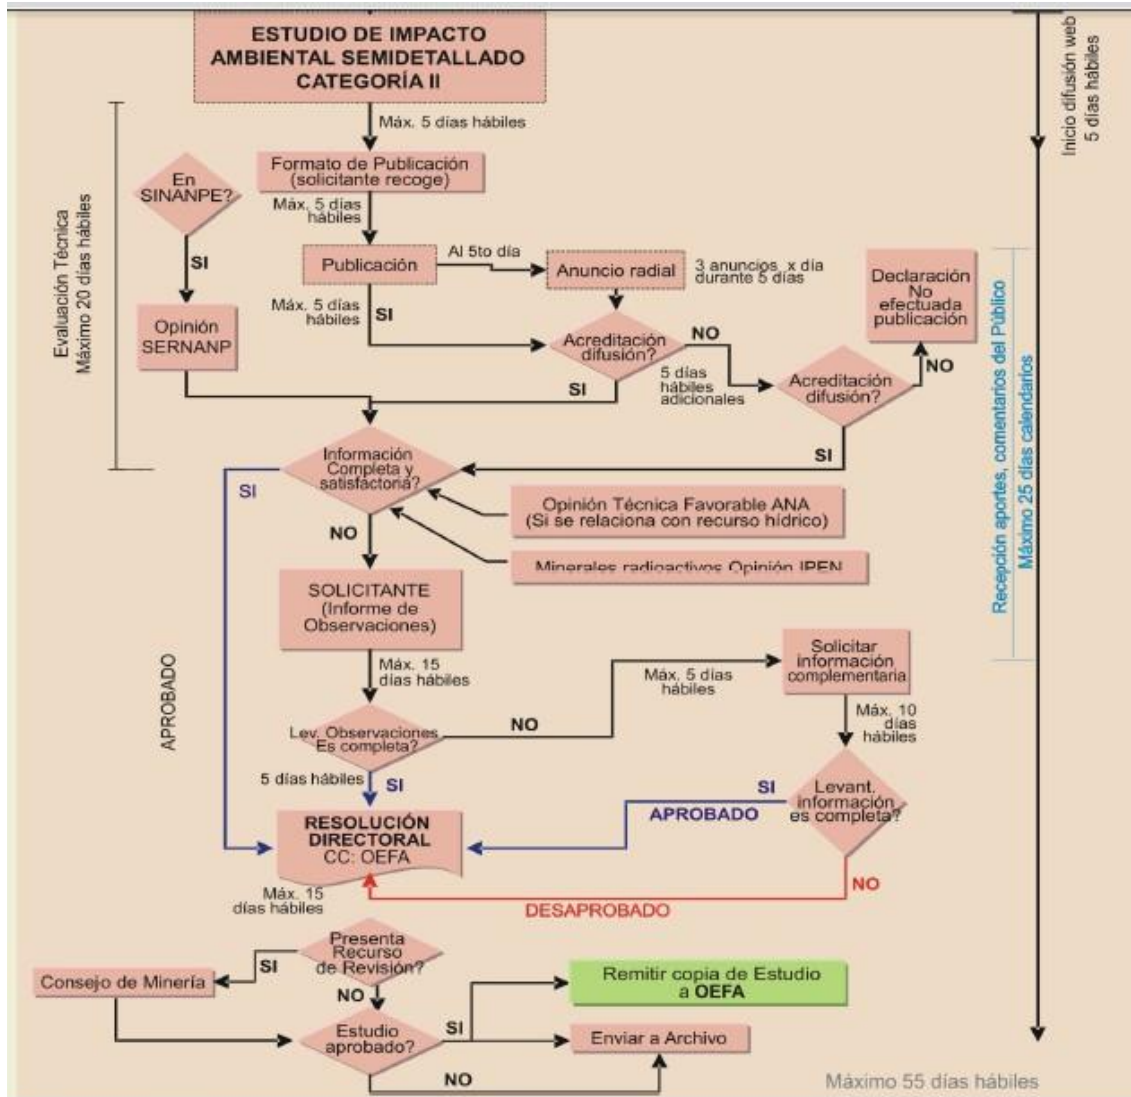 ESTUDIO DE IMPACTO
AMBIENTAL SEMIDETALLADO
CATEGORÍA II
Inicio difusión web
5 días hábiles
Máx. 5 días hábiles
Evaluación Técnica
Máximo 20 días hábiles
En
SINANPE?
Formato de Publicación
(solicitante recoge)
Máx. 5 días
hábiles
SI
Publicación
Al 5to día
Anuncio radial
3 anuncios x día
durante 5 días
Declaración
No
efectuada
publicación
Máx. 5 días
hábiles
SI
Opinión
SERNANP
Acreditación
difusión?
NO
5 días
hábiles
adicionales
Acreditación
difusión?
NO
SI
SI
Recepción aportes, comentarios del Público
Máximo 25 días calendarios
Información
Completa y
satisfactoria?
SI
NO
Opinión Técnica Favorable ANA
(Si se relaciona con recurso hídrico)
Minerales radioactivos Opinión IPEN
SOLICITANTE
(Informe de
Observaciones)
APROBADO
Máx. 15
días hábiles
Solicitar
información
complementaria
Máx. 5 días
hábiles
Lev. Observaciones
Es completa?
NO
Máx. 10
días
hábiles
5 días hábiles
SI
Levant.
información
es completa?
SI
APROBADO
RESOLUCIÓN
DIRECTORAL
CC: OEFA
NO
DESAPROBADO
Máx. 15
días hábiles
Presenta
Recurso
de Revisión?
SI
Consejo de Minería
NO
Remitir copia de Estudio
a OEFA
Estudio
aprobado?
SI
Enviar a Archivo
NO
Máximo 55 días hábiles